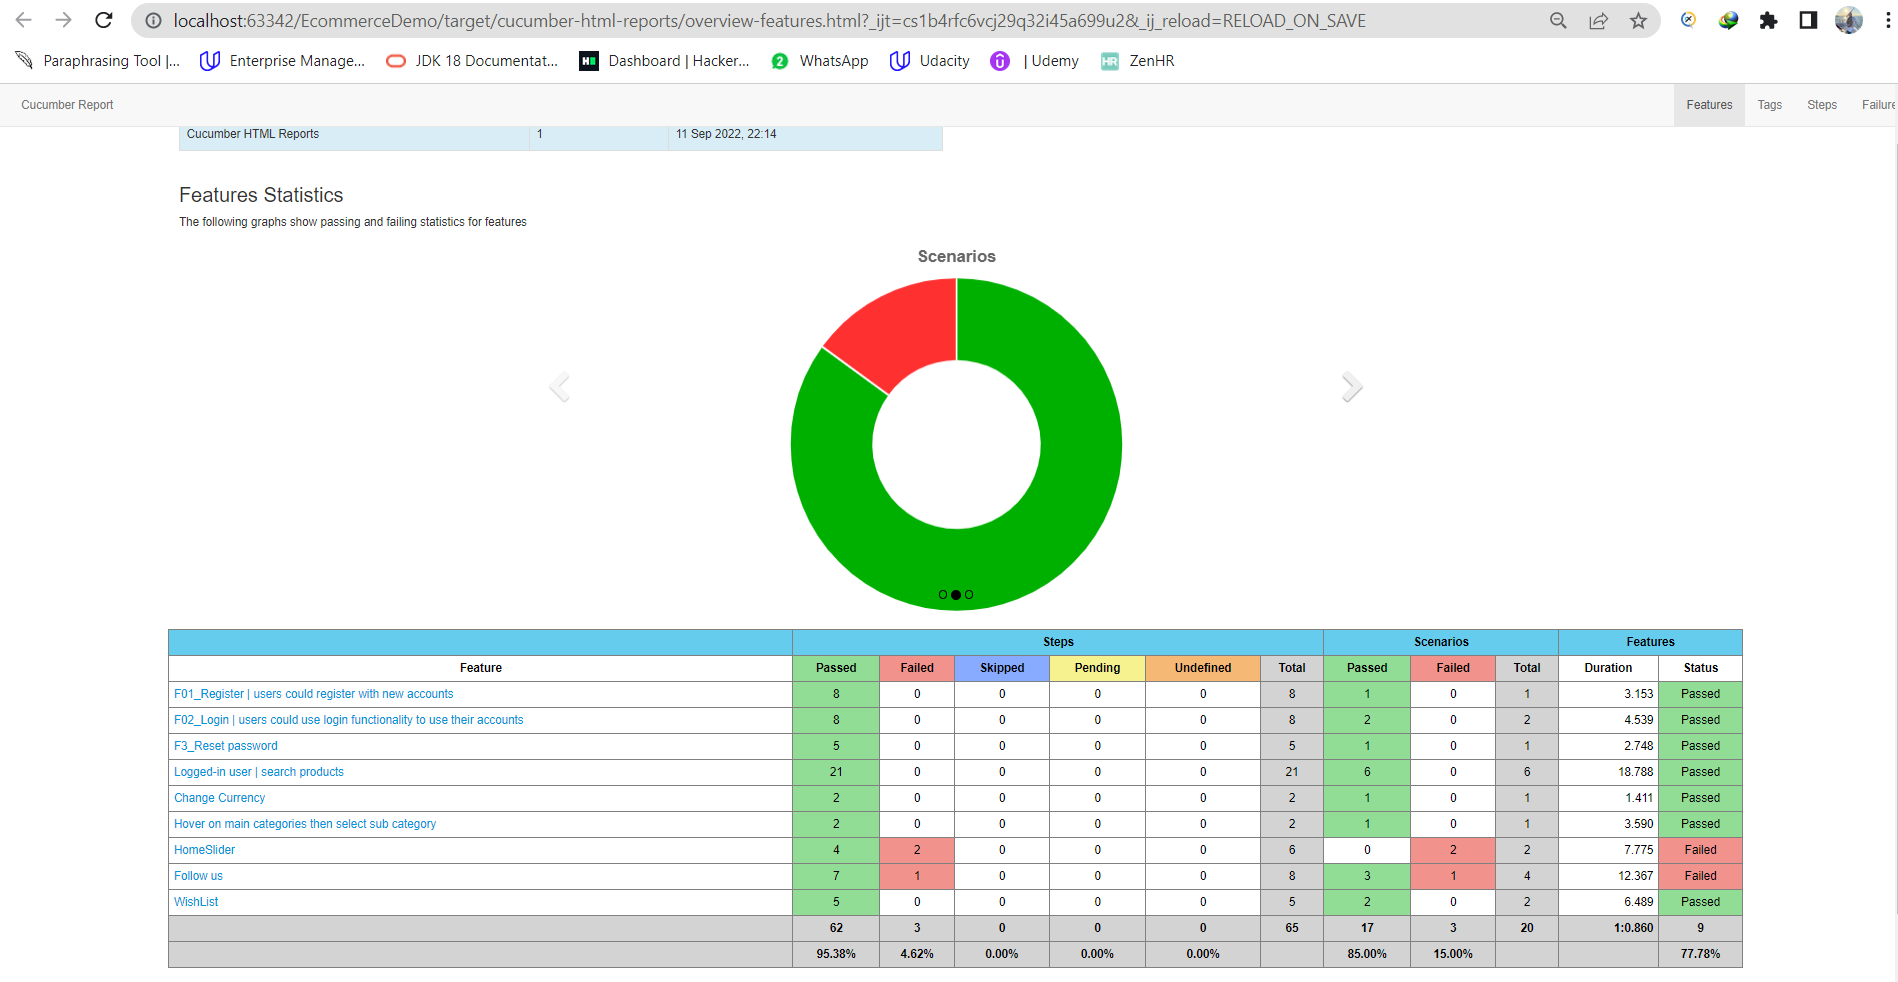 localhost:63342/EcommerceDemo/target/cucumber-html-reports/overview-features.html?_ijt=cs1b4rfc6vcj29q32i45a699u2&_ij_reload=RELOAD_ON_SAVE
Paraphrasing Tool |... Enterprise Manage... JDK 18 Documentat... Dashboard | Hacker... 2 WhatsApp Udacity | Udemy HR ZenHR
Cucumber Report Features Tags Steps Failure
Cucumber HTML Reports 1 11 Sep 2022, 22:14
Features Statistics
The following graphs show passing and failing statistics for features
Scenarios
Steps Scenarios Features
Feature Passed Failed Skipped Pending Undefined Total Passed Failed Total Duration Status
F01_Register | users could register with new accounts 8 0 0 0 0 8 1 0 1 3.153 Passed
F02_Login | users could use login functionality to use their accounts 8 0 0 0 0 8 2 0 2 4.539 Passed
F3_Reset password 5 0 0 0 0 5 1 0 1 2.748 Passed
Logged-in user | search products 21 0 0 0 0 21 6 0 6 18.788 Passed
Change Currency 2 0 0 0 0 2 1 0 1 1.411 Passed
Hover on main categories then select sub category 2 0 0 0 0 2 1 0 1 3.590 Passed
HomeSlider 4 2 0 0 0 6 0 2 2 7.775 Failed
Follow us 7 1 0 0 0 8 3 1 4 12.367 Failed
WishList 5 0 0 0 0 5 2 0 2 6.489 Passed
62 3 0 0 0 65 17 3 20 1:0.860 9
95.38% 4.62% 0.00% 0.00% 0.00% 85.00% 15.00% 77.78%